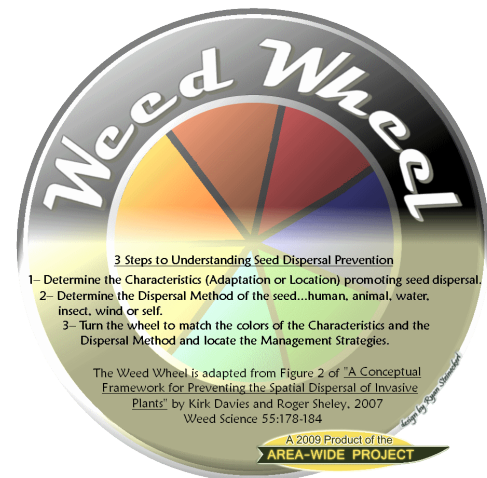 Weed Wheel
3 Steps to Understanding Seed Dispersal Prevention
1– Determine the Characteristics (Adaptation or Location) promoting seed dispersal.
2– Determine the Dispersal Method of the seed...human, animal, water,
insect, wind or self.
3– Turn the wheel to match the colors of the Characteristics and the
Dispersal Method and locate the Management Strategies.
The Weed Wheel is adapted from Figure 2 of "A Conceptual
Framework for Preventing the Spatial Dispersal of Invasive
Plants" by Kirk Davies and Roger Sheley, 2007
Weed Science 55:178-184
design by Ryan
A 2009 Product of the
AREA-WIDE PROJECT